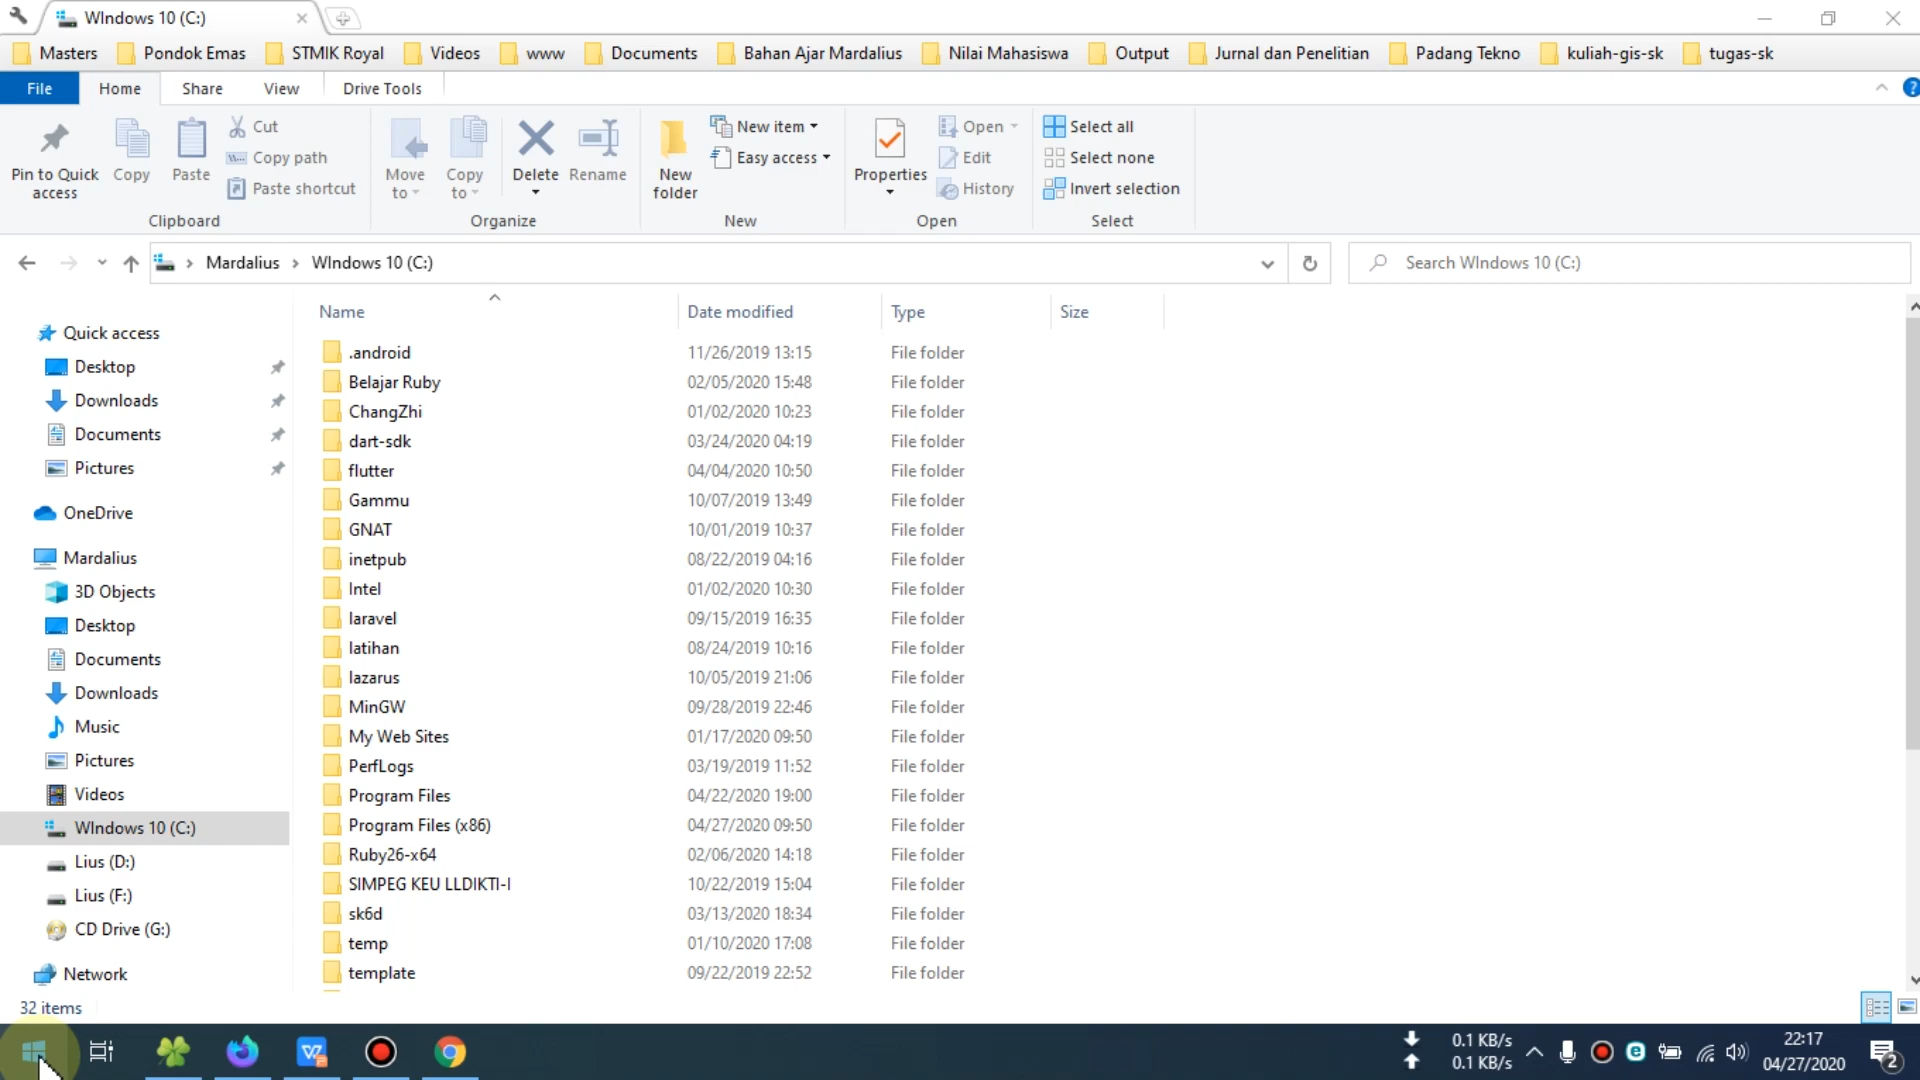 WIndows 10 (C:)
Masters Pondok Emas STMIK Royal Videos www Documents Bahan Ajar Mardalius Nilai Mahasiswa Output Jurnal dan Penelitian Padang Tekno kuliah-gis-sk tugas-sk
File Home Share View Drive Tools
Pin to Quick access
Copy
Paste
Cut
Copy path
Paste shortcut
Clipboard
Move to
Copy to
Delete
Rename
Organize
New folder
New item
Easy access
New
Properties
Open
Edit
History
Open
Select all
Select none
Invert selection
Select
Mardalius > WIndows 10 (C:)
Search WIndows 10 (C:)
Quick access
Desktop
Downloads
Documents
Pictures
OneDrive
Mardalius
3D Objects
Desktop
Documents
Downloads
Music
Pictures
Videos
WIndows 10 (C:)
Lius (D:)
Lius (F:)
CD Drive (G:)
Network
Name Date modified Type Size
.android 11/26/2019 13:15 File folder
Belajar Ruby 02/05/2020 15:48 File folder
ChangZhi 01/02/2020 10:23 File folder
dart-sdk 03/24/2020 04:19 File folder
flutter 04/04/2020 10:50 File folder
Gammu 10/07/2019 13:49 File folder
GNAT 10/01/2019 10:37 File folder
inetpub 08/22/2019 04:16 File folder
Intel 01/02/2020 10:30 File folder
laravel 09/15/2019 16:35 File folder
latihan 08/24/2019 10:16 File folder
lazarus 10/05/2019 21:06 File folder
MinGW 09/28/2019 22:46 File folder
My Web Sites 01/17/2020 09:50 File folder
PerfLogs 03/19/2019 11:52 File folder
Program Files 04/22/2020 19:00 File folder
Program Files (x86) 04/27/2020 09:50 File folder
Ruby26-x64 02/06/2020 14:18 File folder
SIMPEG KEU LLDIKTI-I 10/22/2019 15:04 File folder
sk6d 03/13/2020 18:34 File folder
temp 01/10/2020 17:08 File folder
template 09/22/2019 22:52 File folder
32 items
0.1 KB/s
0.1 KB/s
22:17
04/27/2020
2